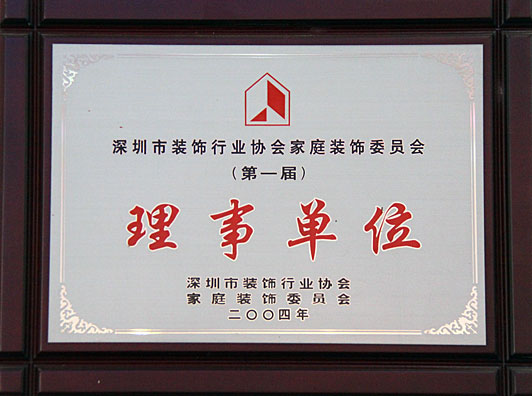 深圳市装饰行业协会家庭装饰委员会
（第一届）
理事单位
深圳市装饰行业协会
家庭装饰委员会
二〇〇四年